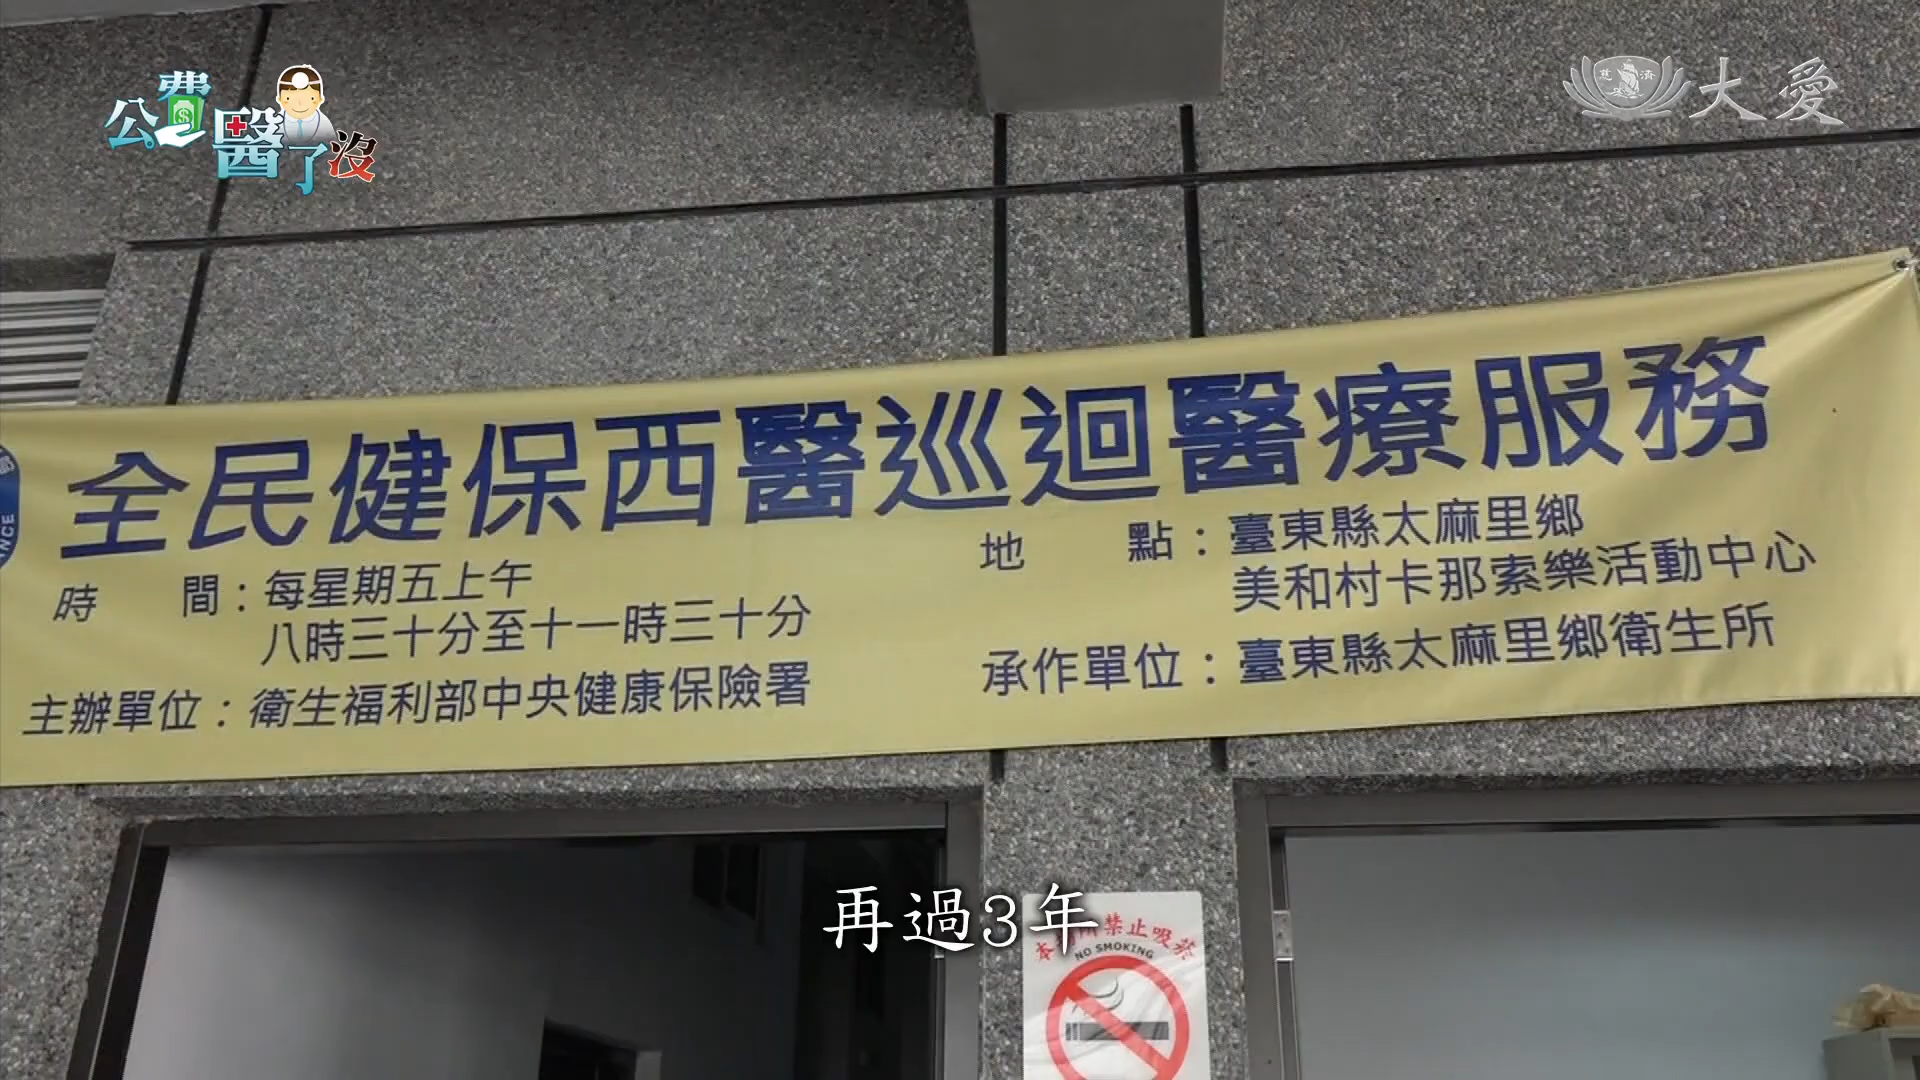 公費醫了沒
慈濟 大愛
全民健保西醫巡迴醫療服務
時 間：每星期五上午
八時三十分至十一時三十分
地 點：臺東縣太麻里鄉
美和村卡那索樂活動中心
主辦單位：衛生福利部中央健康保險署
承作單位：臺東縣太麻里鄉衛生所
再過3年
禁止吸菸
NO SMOKING